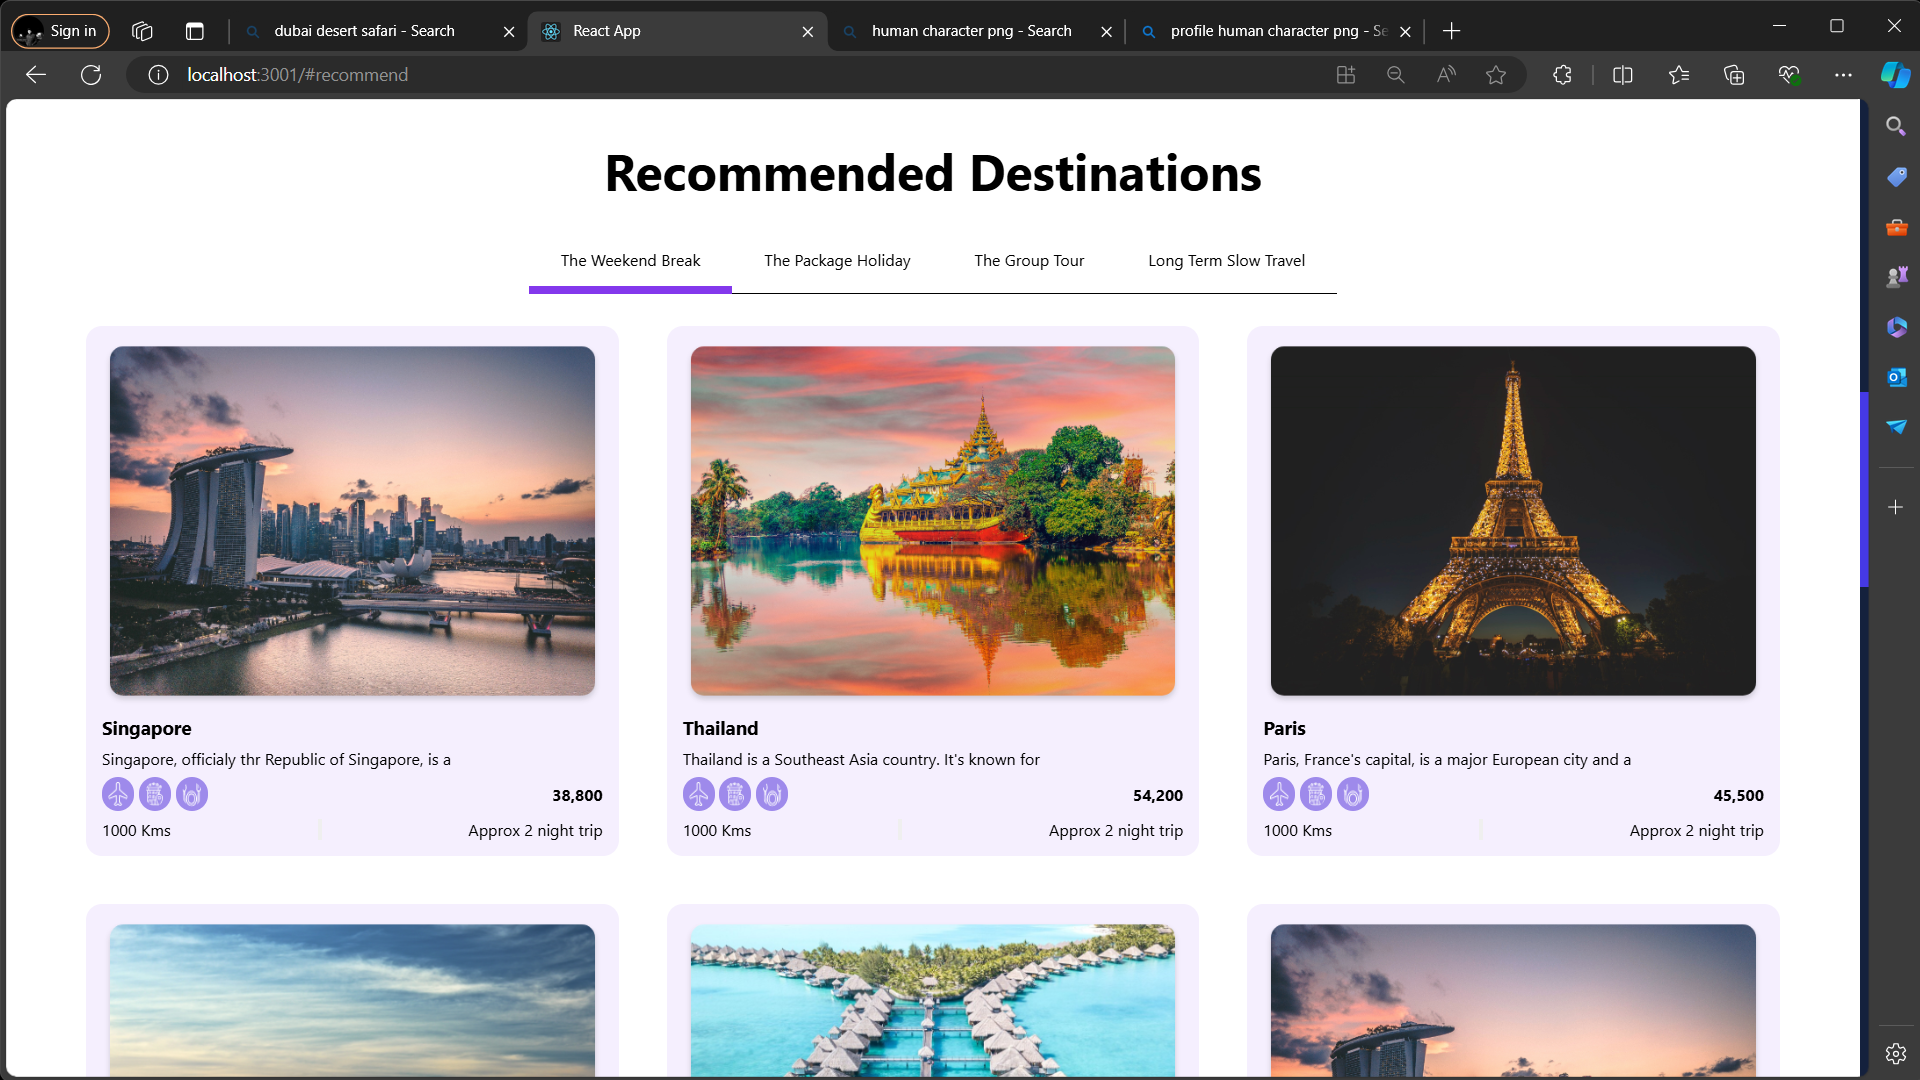 Sign in
dubai desert safari - Search
React App
human character png - Search
profile human character png - Se
localhost:3001/#recommend
Recommended Destinations
The Weekend Break
The Package Holiday
The Group Tour
Long Term Slow Travel
Singapore
Singapore, officialy thr Republic of Singapore, is a
38,800
1000 Kms
Approx 2 night trip
Thailand
Thailand is a Southeast Asia country. It's known for
54,200
1000 Kms
Approx 2 night trip
Paris
Paris, France's capital, is a major European city and a
45,500
1000 Kms
Approx 2 night trip